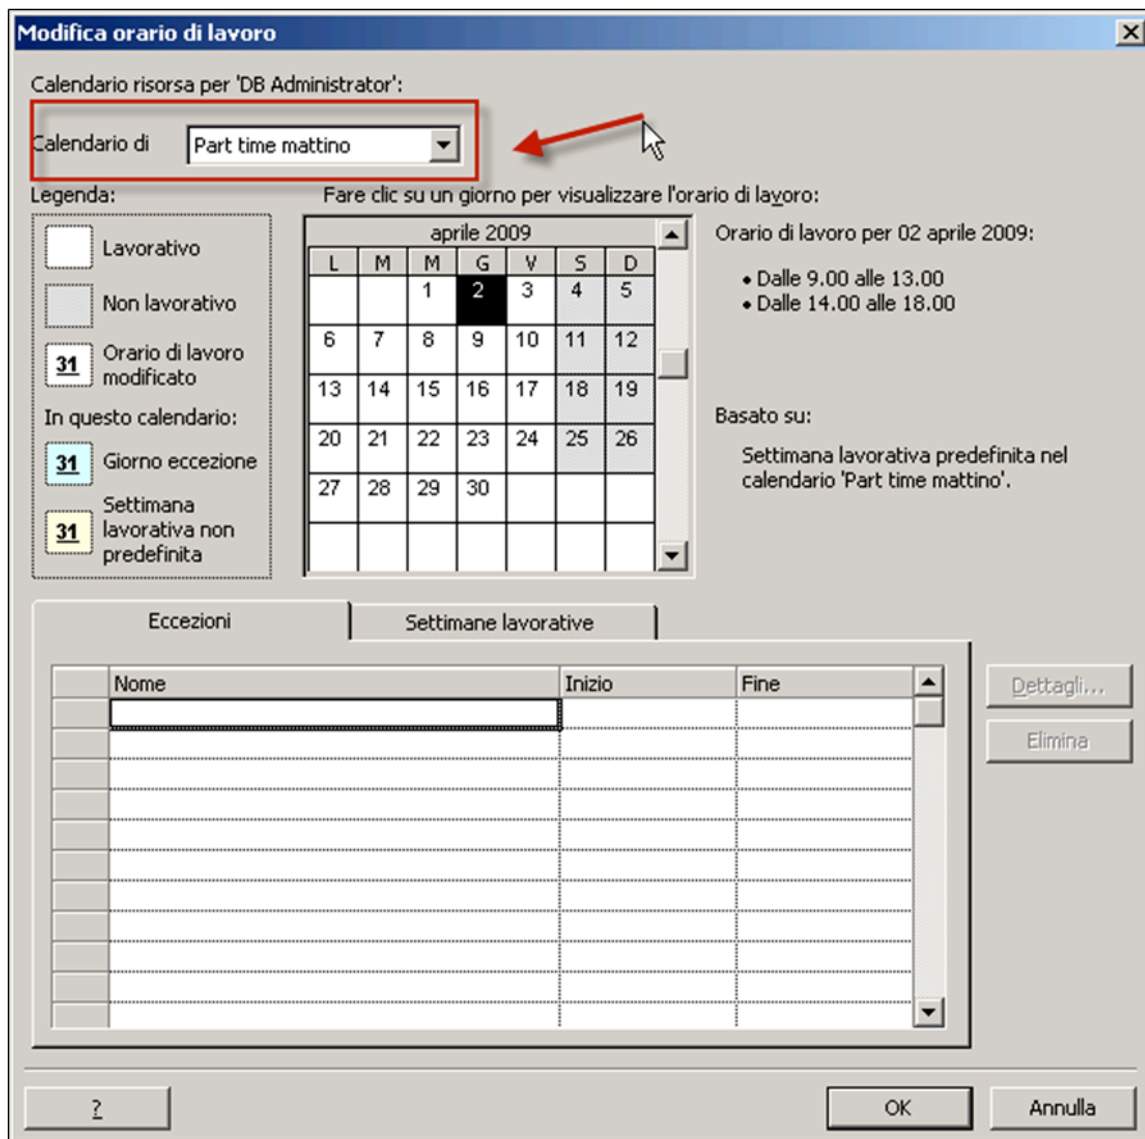 Modifica orario di lavoro
Calendario risorsa per 'DB Administrator':
Calendario di Part time mattino
Legenda:
Lavorativo
Non lavorativo
31 Orario di lavoro
modificato
In questo calendario:
31 Giorno eccezione
Settimana
31 lavorativa non
predefinita
Fare clic su un giorno per visualizzare l'orario di lavoro:
aprile 2009
L M M G V S D
1 2 3 4 5
6 7 8 9 10 11 12
13 14 15 16 17 18 19
20 21 22 23 24 25 26
27 28 29 30
Orario di lavoro per 02 aprile 2009:
• Dalle 9.00 alle 13.00
• Dalle 14.00 alle 18.00
Basato su:
Settimana lavorativa predefinita nel
calendario 'Part time mattino'.
Eccezioni Settimane lavorative
Nome Inizio Fine
Dettagli...
Elimina
? OK Annulla